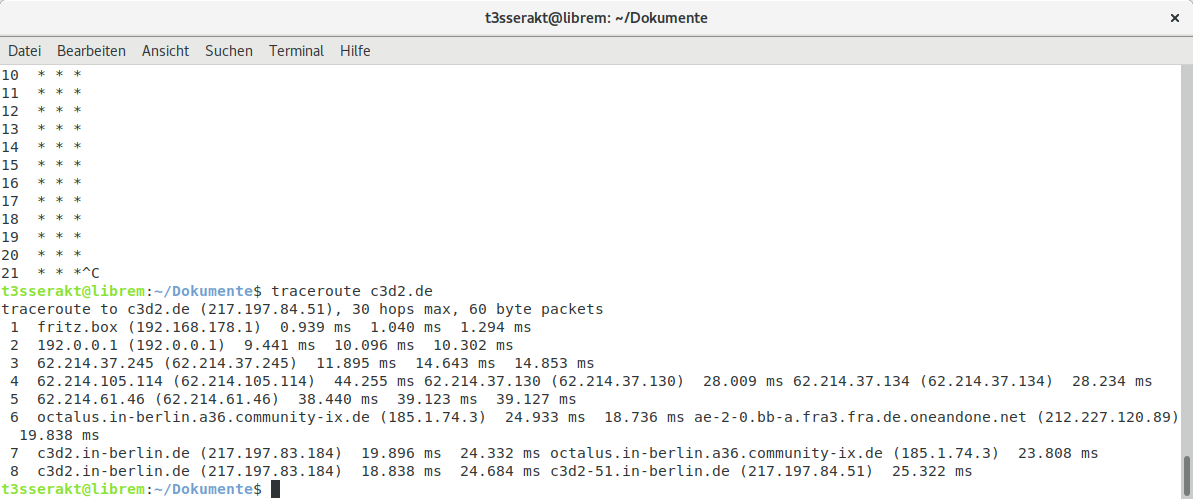 t3sserakt@librem: ~/Dokumente ×
Datei Bearbeiten Ansicht Suchen Terminal Hilfe
10  * * *
11  * * *
12  * * *
13  * * *
14  * * *
15  * * *
16  * * *
17  * * *
18  * * *
19  * * *
20  * * *
21  * * *^C
t3sserakt@librem:~/Dokumente$ traceroute c3d2.de
traceroute to c3d2.de (217.197.84.51), 30 hops max, 60 byte packets
 1  fritz.box (192.168.178.1)  0.939 ms  1.040 ms  1.294 ms
 2  192.0.0.1 (192.0.0.1)  9.441 ms  10.096 ms  10.302 ms
 3  62.214.37.245 (62.214.37.245)  11.895 ms  14.643 ms  14.853 ms
 4  62.214.105.114 (62.214.105.114)  44.255 ms 62.214.37.130 (62.214.37.130)  28.009 ms 62.214.37.134 (62.214.37.134)  28.234 ms
 5  62.214.61.46 (62.214.61.46)  38.440 ms  39.123 ms  39.127 ms
 6  octalus.in-berlin.a36.community-ix.de (185.1.74.3)  24.933 ms  18.736 ms ae-2-0.bb-a.fra3.fra.de.oneandone.net (212.227.120.89)
  19.838 ms
 7  c3d2.in-berlin.de (217.197.83.184)  19.896 ms  24.332 ms octalus.in-berlin.a36.community-ix.de (185.1.74.3)  23.808 ms
 8  c3d2.in-berlin.de (217.197.83.184)  18.838 ms  24.684 ms c3d2-51.in-berlin.de (217.197.84.51)  25.322 ms
t3sserakt@librem:~/Dokumente$